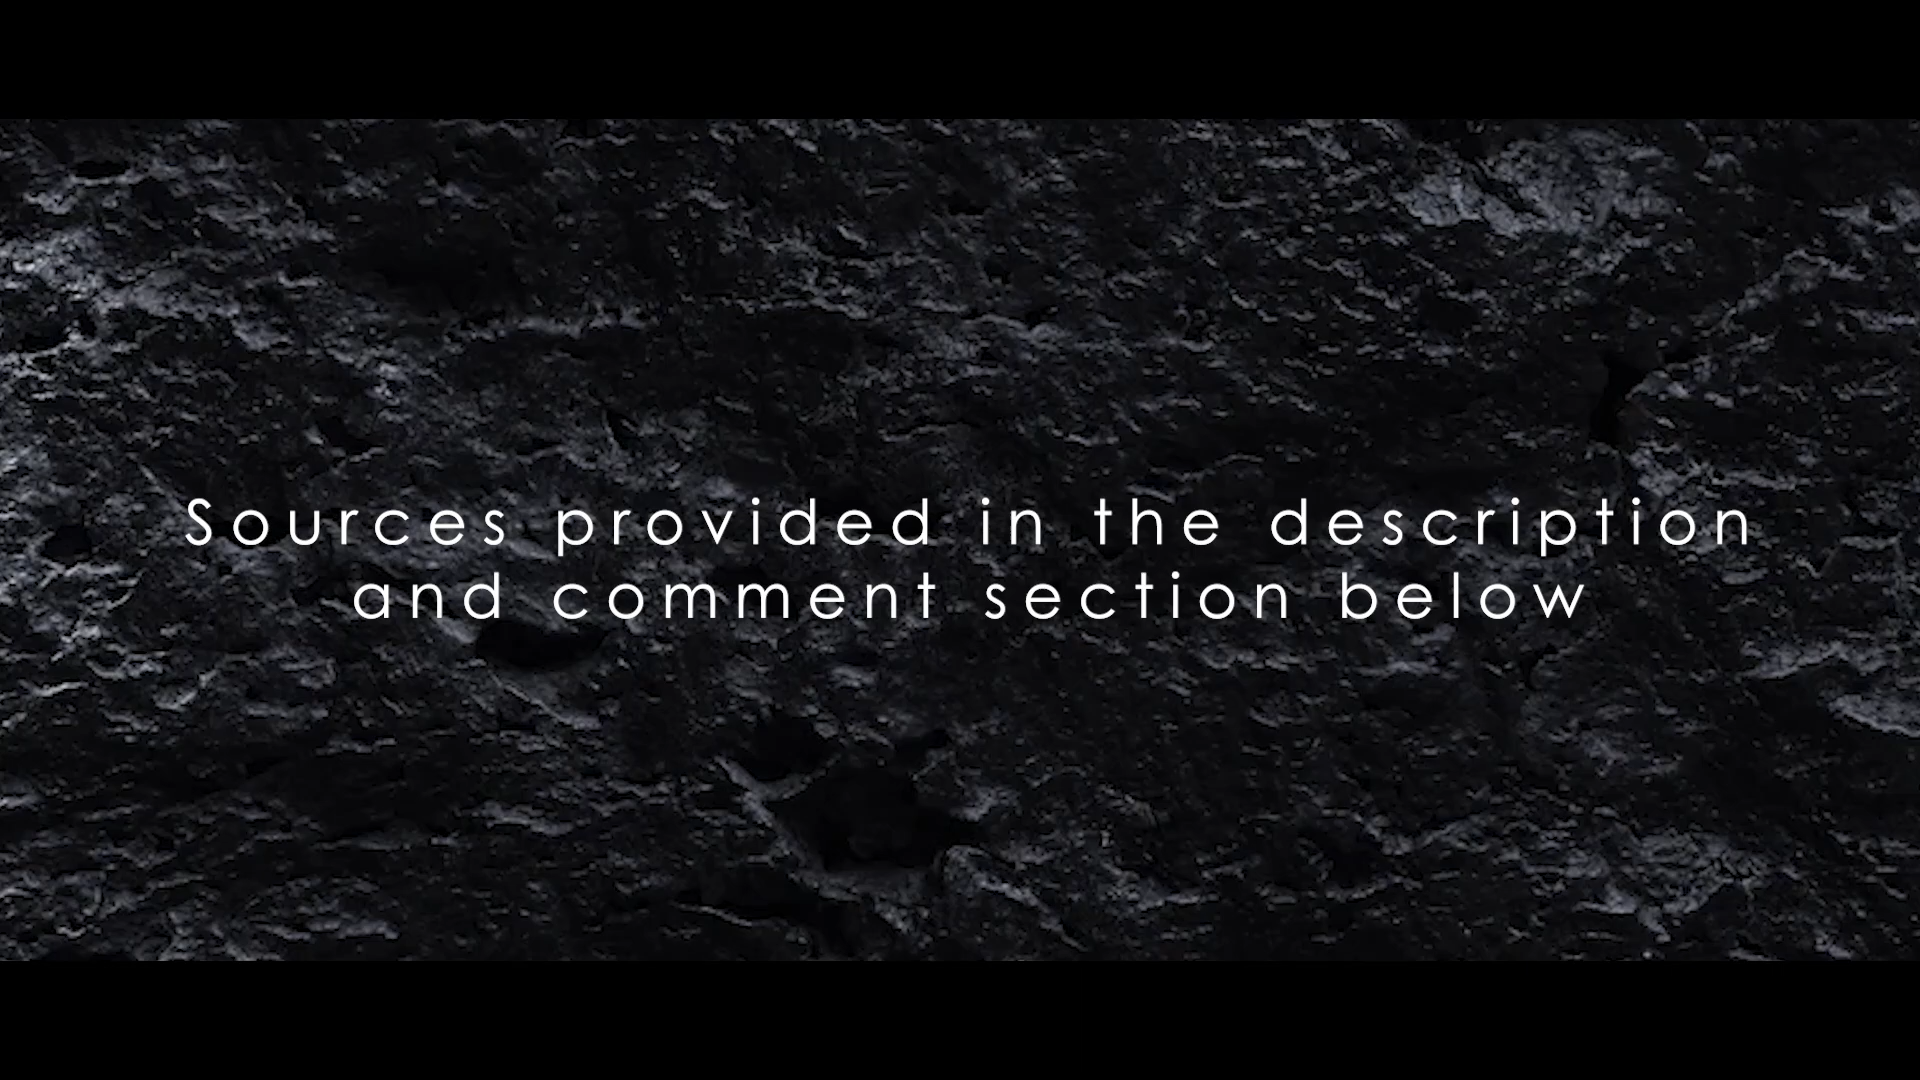 Sources provided in the description
and comment section below